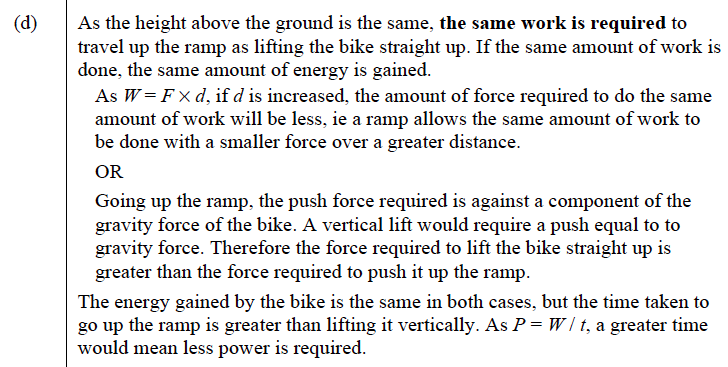 (d) As the height above the ground is the same, the same work is required to
travel up the ramp as lifting the bike straight up. If the same amount of work is
done, the same amount of energy is gained.
As W = F × d, if d is increased, the amount of force required to do the same
amount of work will be less, ie a ramp allows the same amount of work to
be done with a smaller force over a greater distance.
OR
Going up the ramp, the push force required is against a component of the
gravity force of the bike. A vertical lift would require a push equal to to
gravity force. Therefore the force required to lift the bike straight up is
greater than the force required to push it up the ramp.
The energy gained by the bike is the same in both cases, but the time taken to
go up the ramp is greater than lifting it vertically. As P = W / t, a greater time
would mean less power is required.